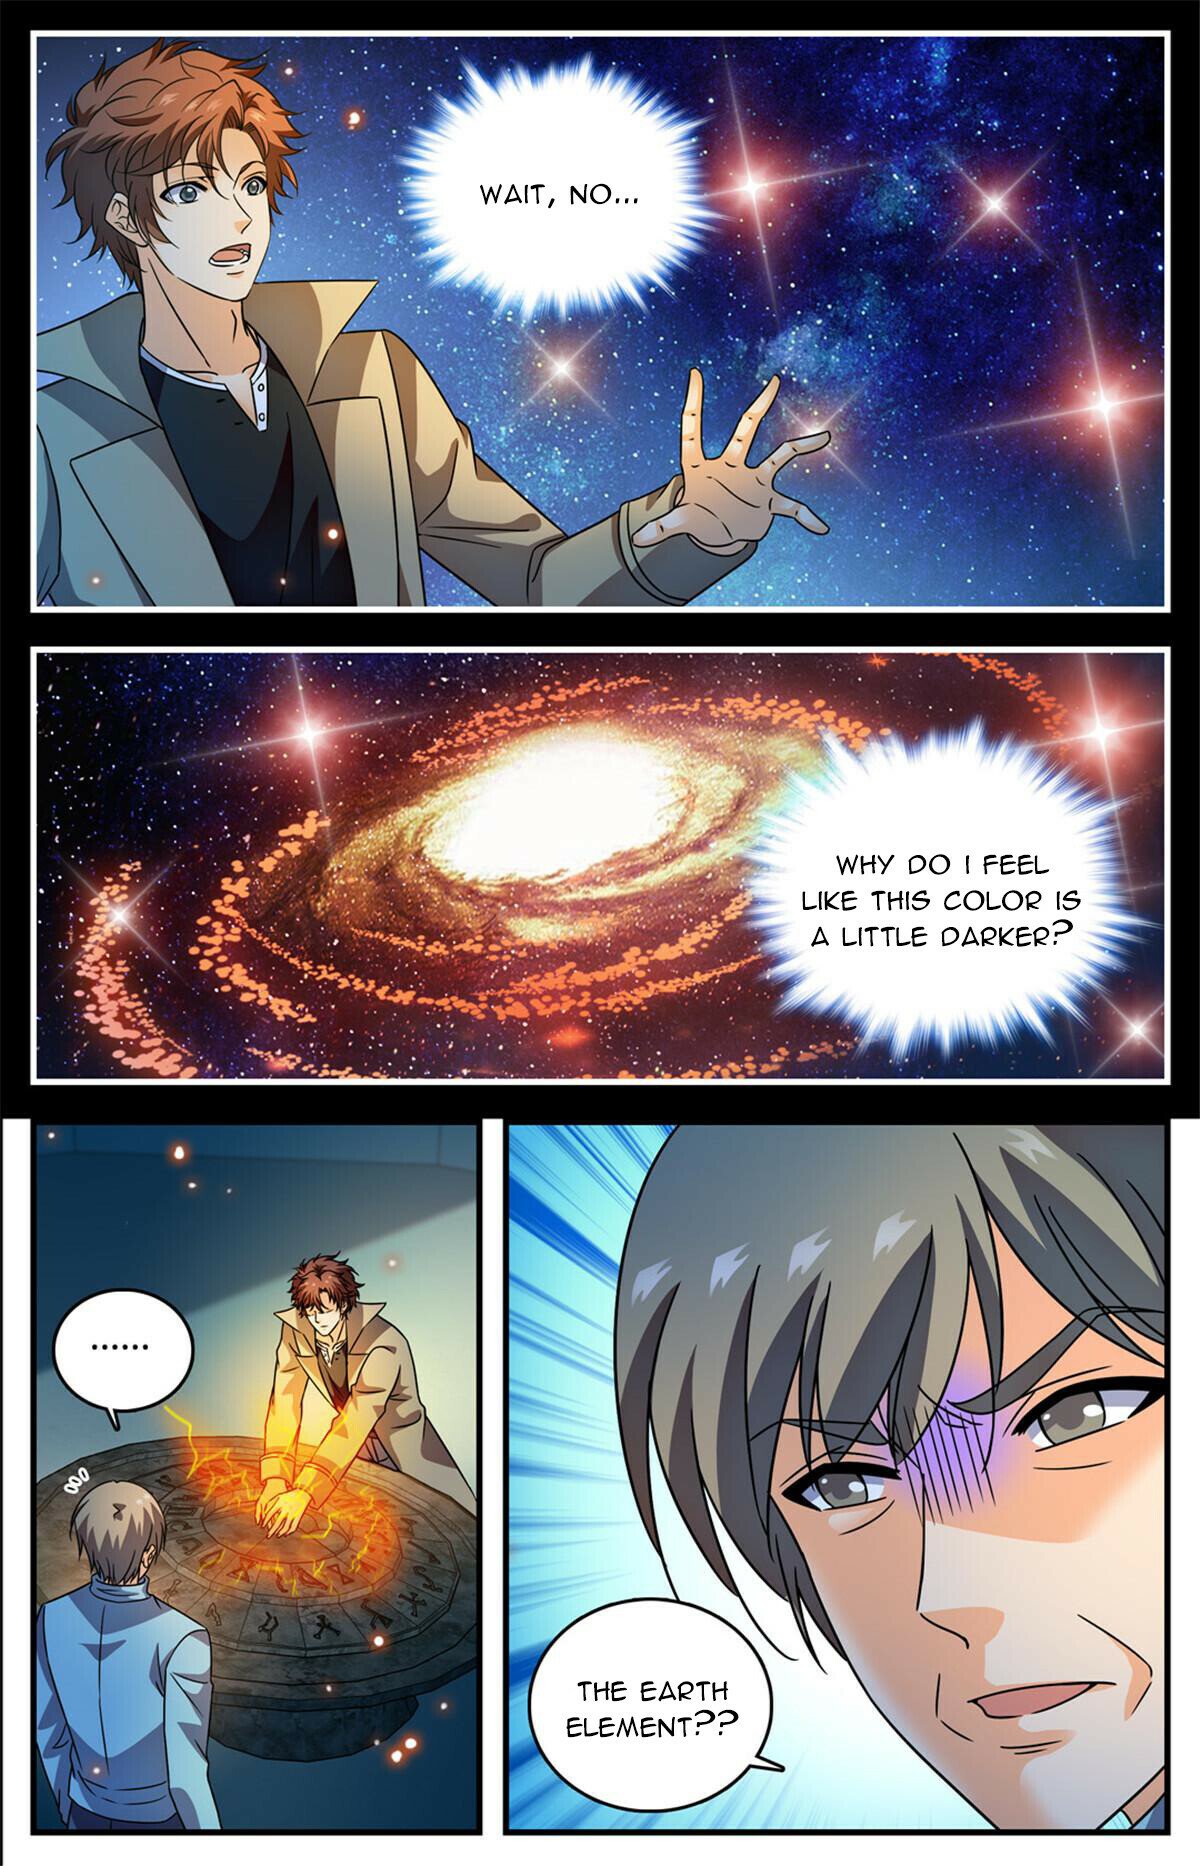 WAIT, NO...
WHY DO I FEEL
LIKE THIS COLOR IS
A LITTLE DARKER?
......
THE EARTH
ELEMENT??